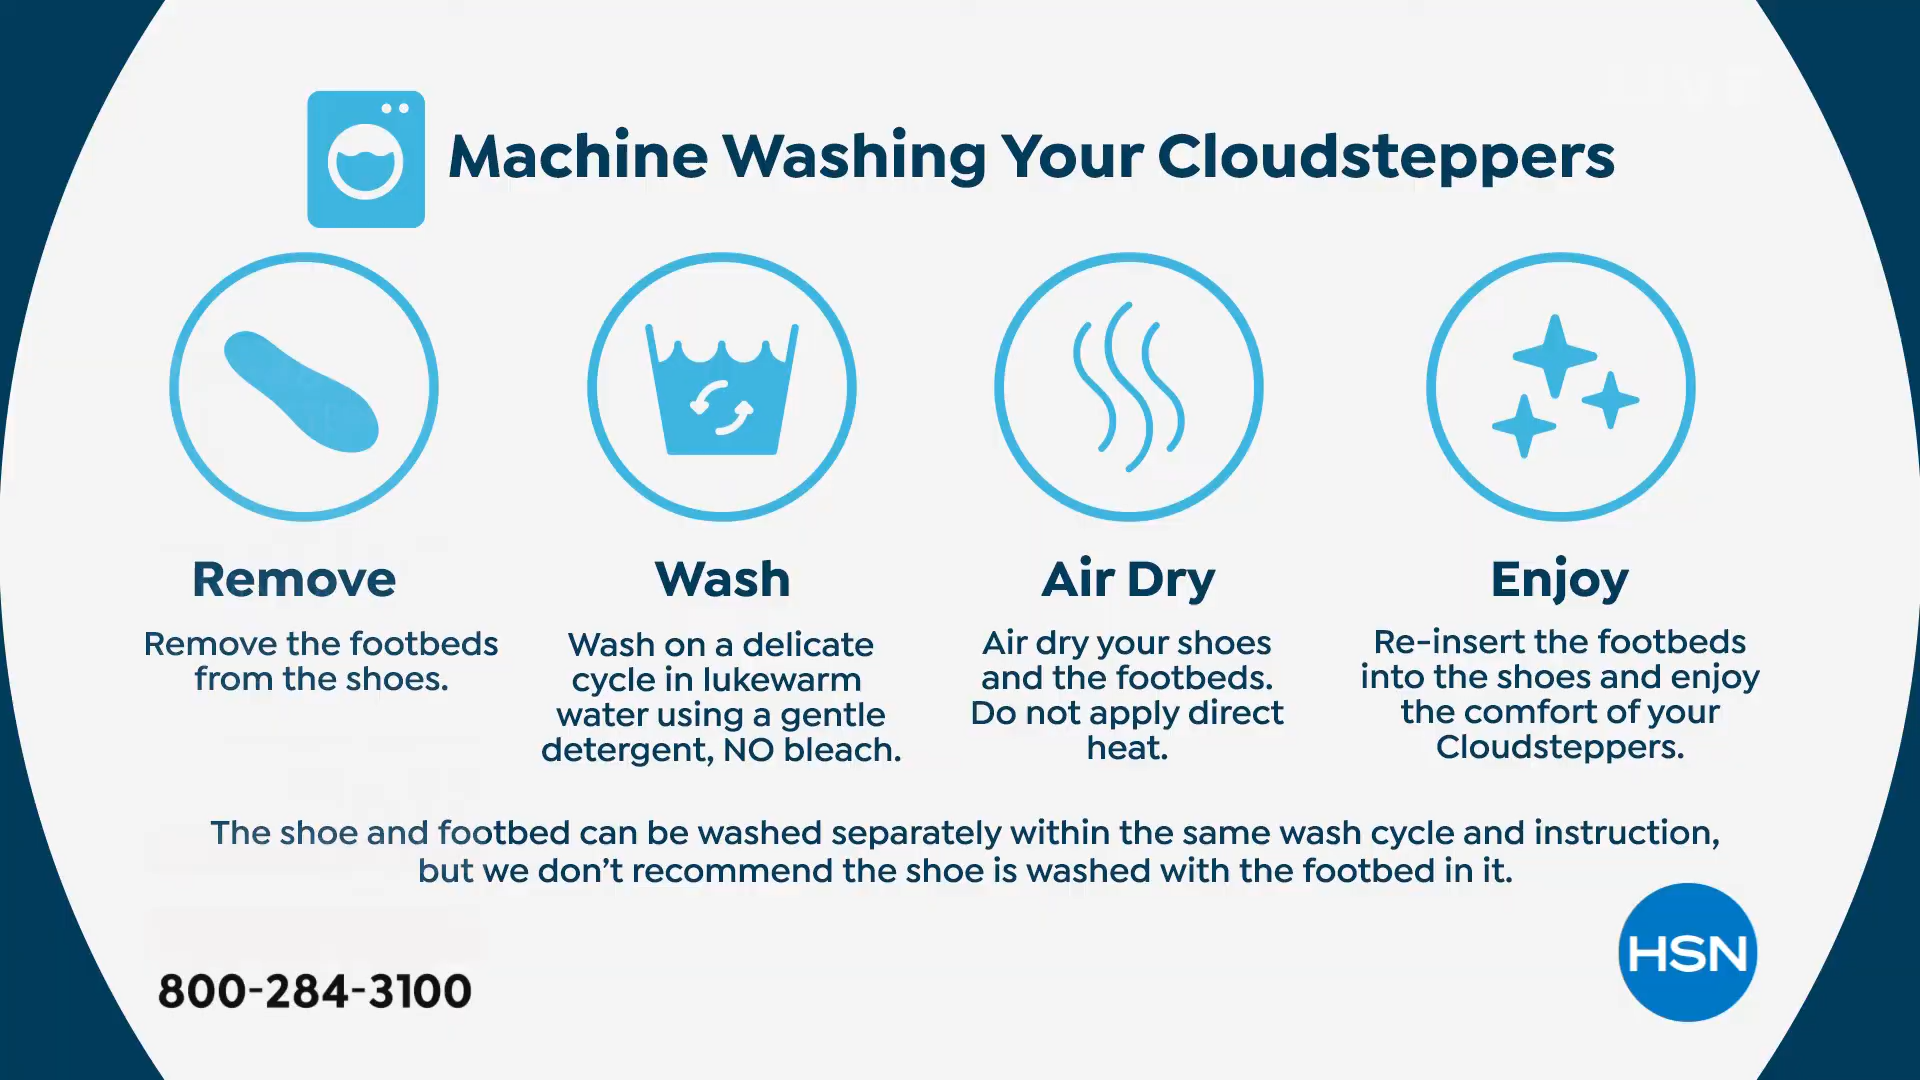 Machine Washing Your Cloudsteppers
Remove
Remove the footbeds
from the shoes.
Wash
Wash on a delicate
cycle in lukewarm
water using a gentle
detergent, NO bleach.
Air Dry
Air dry your shoes
and the footbeds.
Do not apply direct
heat.
Enjoy
Re-insert the footbeds
into the shoes and enjoy
the comfort of your
Cloudsteppers.
The shoe and footbed can be washed separately within the same wash cycle and instruction,
but we don't recommend the shoe is washed with the footbed in it.
800-284-3100
HSN